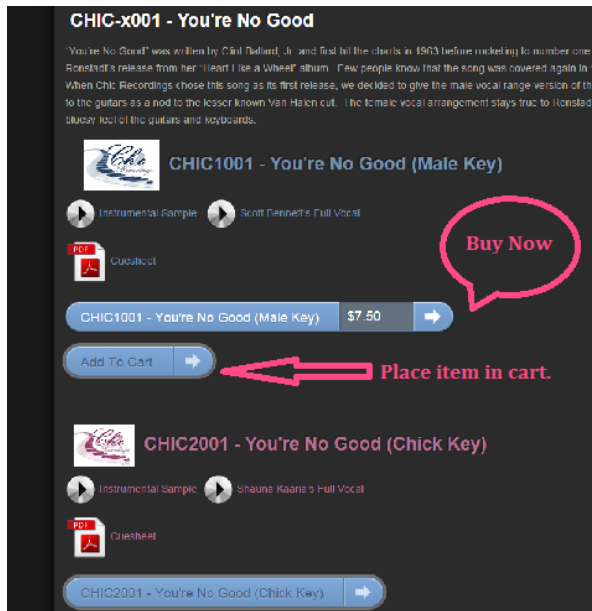 CHIC-x001 - You're No Good
"You're No Good" was written by Clint Ballard, Jr. and first hit the charts in 1963 before rocketing to number one
Ronstadt's release from her "Heart Like a Wheel" album. Few people know that the song was covered again in
When Chic Recordings chose this song as its first release, we decided to give the male vocal range version of th
to the guitars as a nod to the lesser known Van Halen cut. The female vocal arrangement stays true to Ronstad
bluesy feel of the guitars and keyboards.
Chic
Recordings
CHIC1001 - You're No Good (Male Key)
Instrumental Sample Scott Bennett's Full Vocal
Buy Now
PDF
Cuesheet
CHIC1001 - You're No Good (Male Key) $7.50
Add To Cart
Place item in cart.
Chic
Recordings
CHIC2001 - You're No Good (Chick Key)
Instrumental Sample Shauna Kaaria's Full Vocal
PDF
Cuesheet
CHIC2001 - You're No Good (Chick Key)